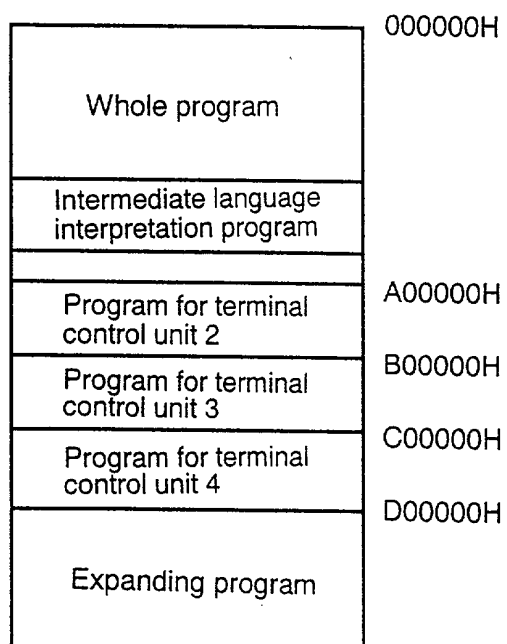 000000H
Whole program
Intermediate language
interpretation program
A00000H
Program for terminal
control unit 2
B00000H
Program for terminal
control unit 3
C00000H
Program for terminal
control unit 4
D00000H
Expanding program